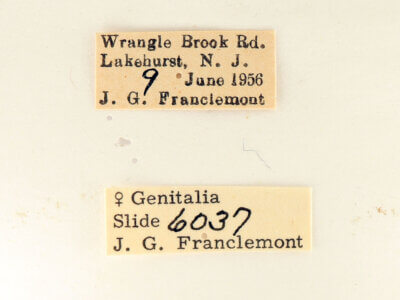 Wrangle Brook Rd.
Lakehurst, N. J.
9 June 1956
J. G. Franclemont
♀ Genitalia
Slide 6037
J. G. Franclemont